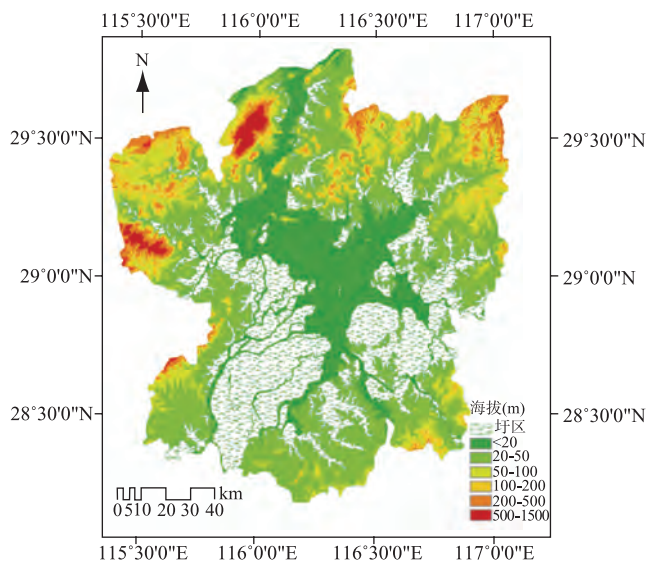 115°30′0″E 116°0′0″E 116°30′0″E 117°0′0″E
N
29°30′0″N 29°30′0″N
29°0′0″N 29°0′0″N
28°30′0″N 28°30′0″N
海拔(m)
圩区
<20
20-50
50-100
100-200
200-500
500-1500
km
0 5 10 20 30 40
115°30′0″E 116°0′0″E 116°30′0″E 117°0′0″E